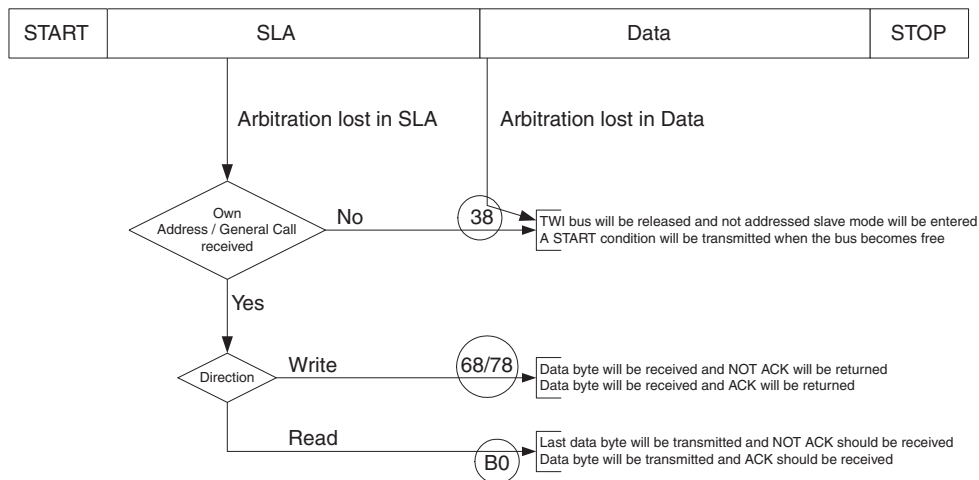 START SLA Data STOP
Arbitration lost in SLA Arbitration lost in Data
Own
Address / General Call
received
No
38
TWI bus will be released and not addressed slave mode will be entered
A START condition will be transmitted when the bus becomes free
Yes
Direction
Write
68/78
Data byte will be received and NOT ACK will be returned
Data byte will be received and ACK will be returned
Read
B0
Last data byte will be transmitted and NOT ACK should be received
Data byte will be transmitted and ACK should be received